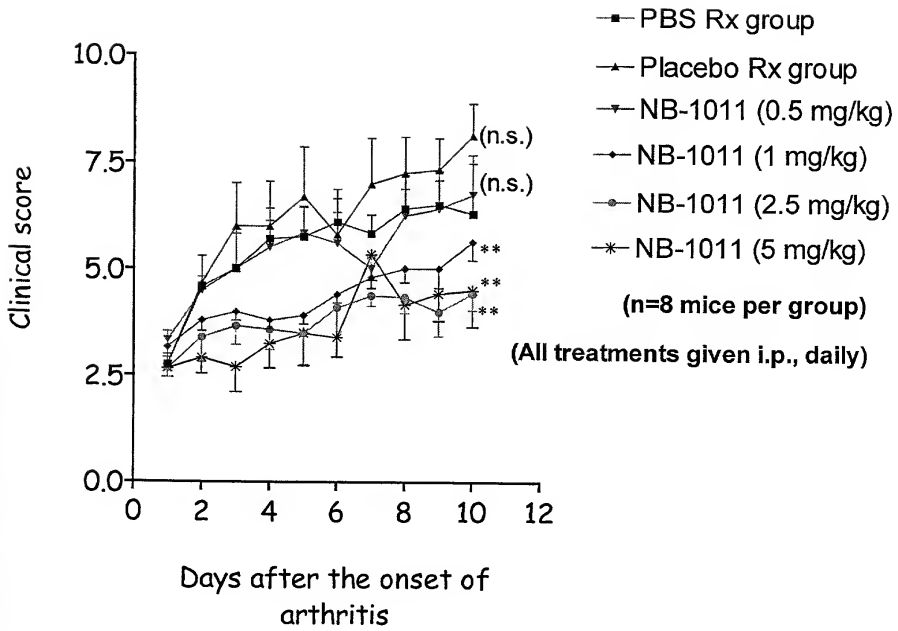 PBS Rx group
Placebo Rx group
NB-1011 (0.5 mg/kg)
NB-1011 (1 mg/kg)
NB-1011 (2.5 mg/kg)
NB-1011 (5 mg/kg)
(n=8 mice per group)
(All treatments given i.p., daily)
Clinical score
10.0
7.5
5.0
2.5
0.0
(n.s.)
(n.s.)
**
**
**
0 2 4 6 8 10 12
Days after the onset of
arthritis